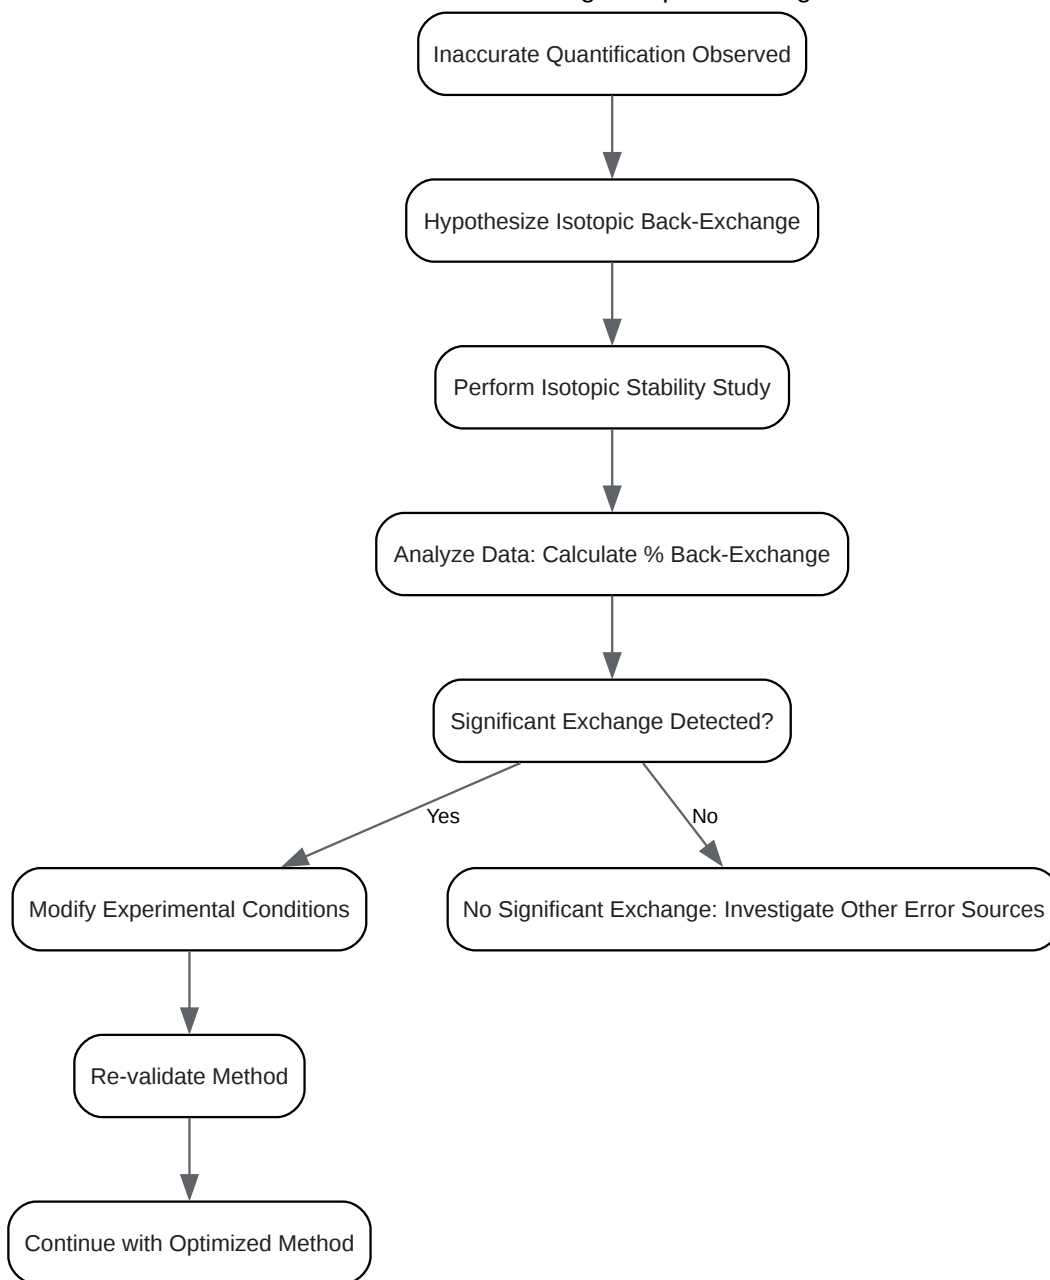 Inaccurate Quantification Observed
Hypothesize Isotopic Back-Exchange
Perform Isotopic Stability Study
Analyze Data: Calculate % Back-Exchange
Significant Exchange Detected?
Yes
No
Modify Experimental Conditions
No Significant Exchange: Investigate Other Error Sources
Re-validate Method
Continue with Optimized Method